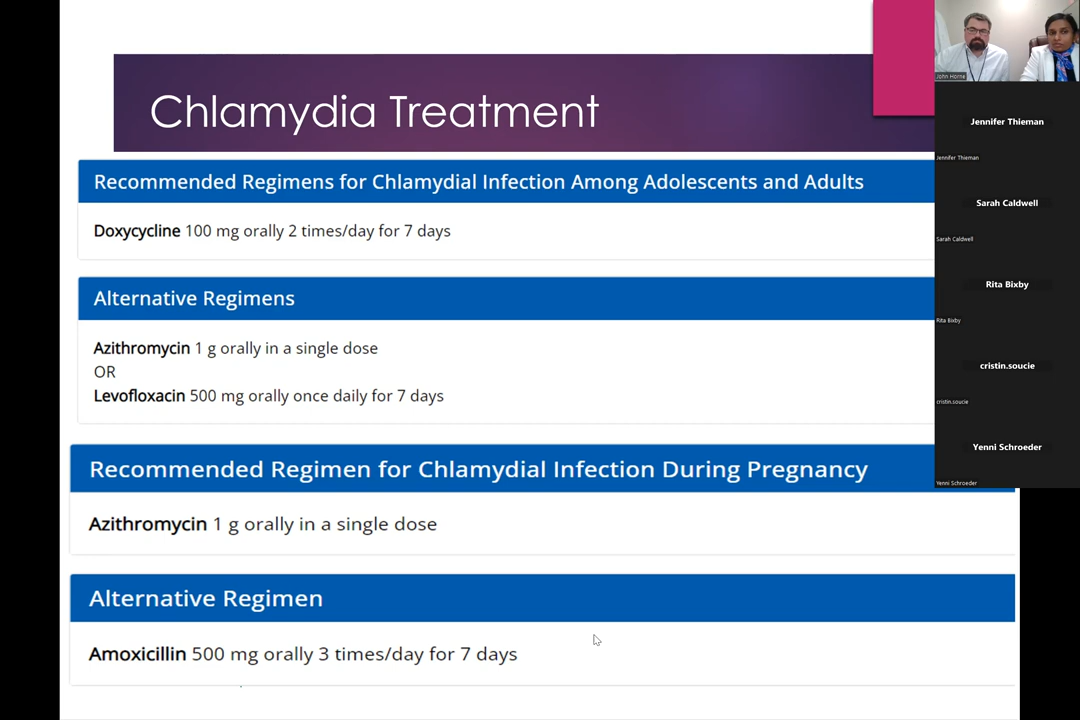 Chlamydia Treatment
Recommended Regimens for Chlamydial Infection Among Adolescents and Adults
Doxycycline 100 mg orally 2 times/day for 7 days
Alternative Regimens
Azithromycin 1 g orally in a single dose
OR
Levofloxacin 500 mg orally once daily for 7 days
Recommended Regimen for Chlamydial Infection During Pregnancy
Azithromycin 1 g orally in a single dose
Alternative Regimen
Amoxicillin 500 mg orally 3 times/day for 7 days
John Horne
Jennifer Thieman
Jennifer Thieman
Sarah Caldwell
Sarah Caldwell
Rita Bixby
Rita Bixby
cristin.soucie
cristin.soucie
Yenni Schroeder
Yenni Schroeder